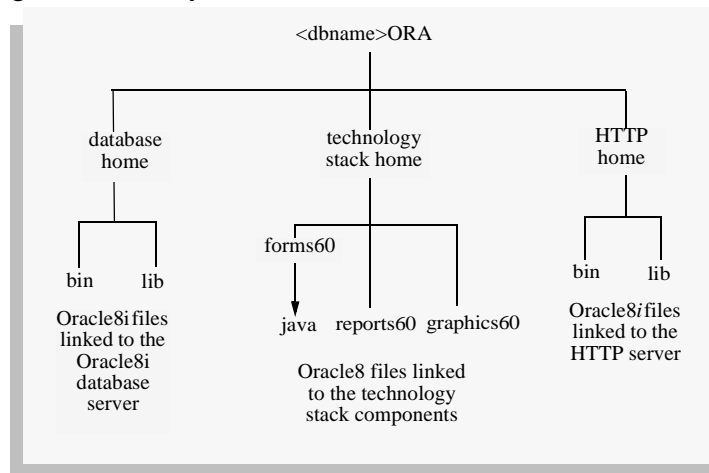 <dbname>ORA
database
home
technology
stack home
HTTP
home
bin
lib
forms60
java
reports60
graphics60
bin
lib
Oracle8i files
linked to the
Oracle8i
database
server
Oracle8 files linked
to the technology
stack components
Oracle8i files
linked to the
HTTP server